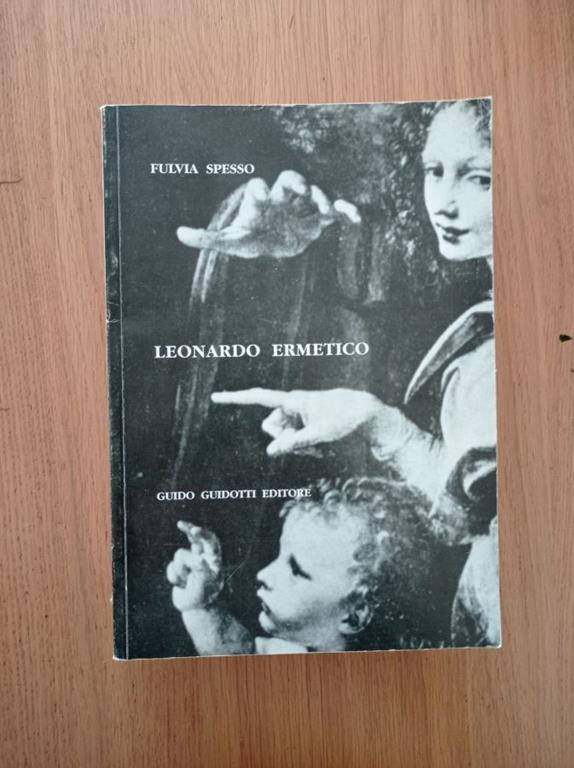 FULVIA SPESSO
LEONARDO ERMETICO
GUIDO GUIDOTTI EDITORE